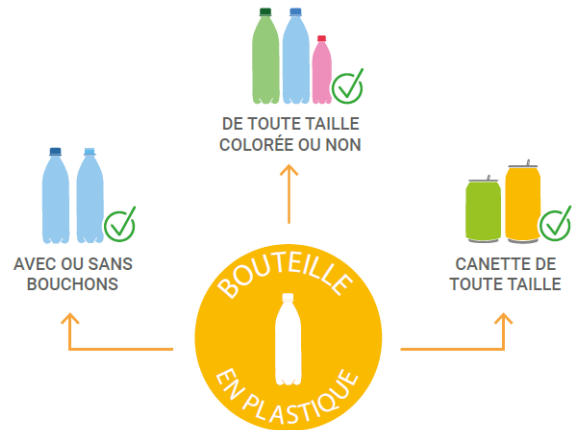 DE TOUTE TAILLE
COLORÉE OU NON
AVEC OU SANS
BOUCHONS
CANETTE DE
TOUTE TAILLE
BOUTEILLE
EN PLASTIQUE